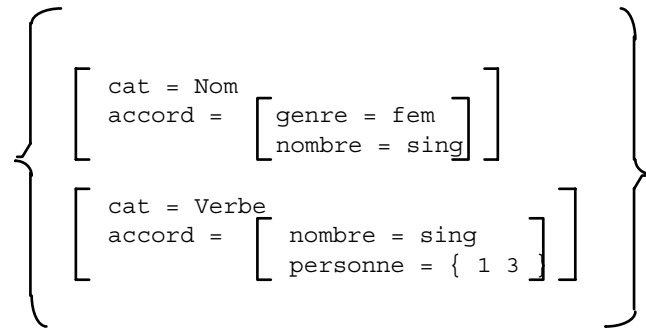 cat = Nom
accord = genre = fem
nombre = sing
cat = Verbe
accord = nombre = sing
personne = { 1 3 }